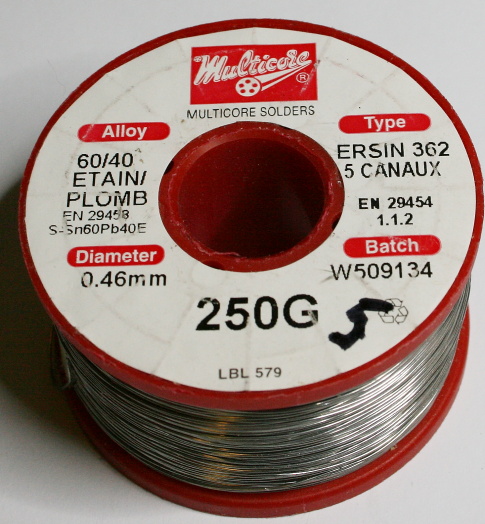 Multicore
®
MULTICORE SOLDERS
Alloy
60/40
ETAIN/
PLOMB
EN 29453
S-Sn60Pb40E
Diameter
0.46mm
Type
ERSIN 362
5 CANAUX
EN 29454
1.1.2
Batch
W509134
250G
5
LBL 579